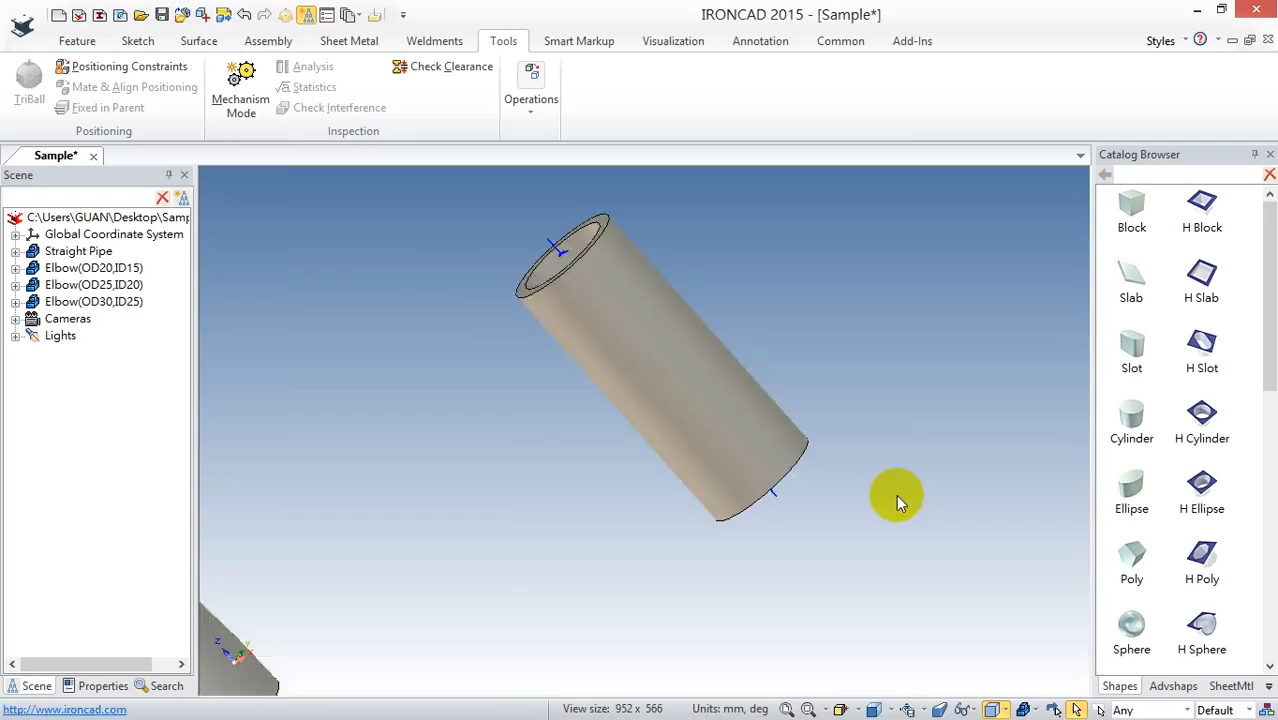 IRONCAD 2015 - [Sample*]
Feature Sketch Surface Assembly Sheet Metal Weldments Tools Smart Markup Visualization Annotation Common Add-Ins Styles
TriBall
Positioning Constraints
Mate & Align Positioning
Fixed in Parent
Positioning
Mechanism
Mode
Analysis
Statistics
Check Interference
Check Clearance
Inspection
Operations
Sample*
Scene
C:\Users\GUAN\Desktop\Samp
Global Coordinate System
Straight Pipe
Elbow(OD20,ID15)
Elbow(OD25,ID20)
Elbow(OD30,ID25)
Cameras
Lights
Z Y
Catalog Browser
Block H Block
Slab H Slab
Slot H Slot
Cylinder H Cylinder
Ellipse H Ellipse
Poly H Poly
Sphere H Sphere
Scene Properties Search
Shapes Advshaps SheetMtl
http://www.ironcad.com View size: 952 x 566 Units: mm, deg Any Default